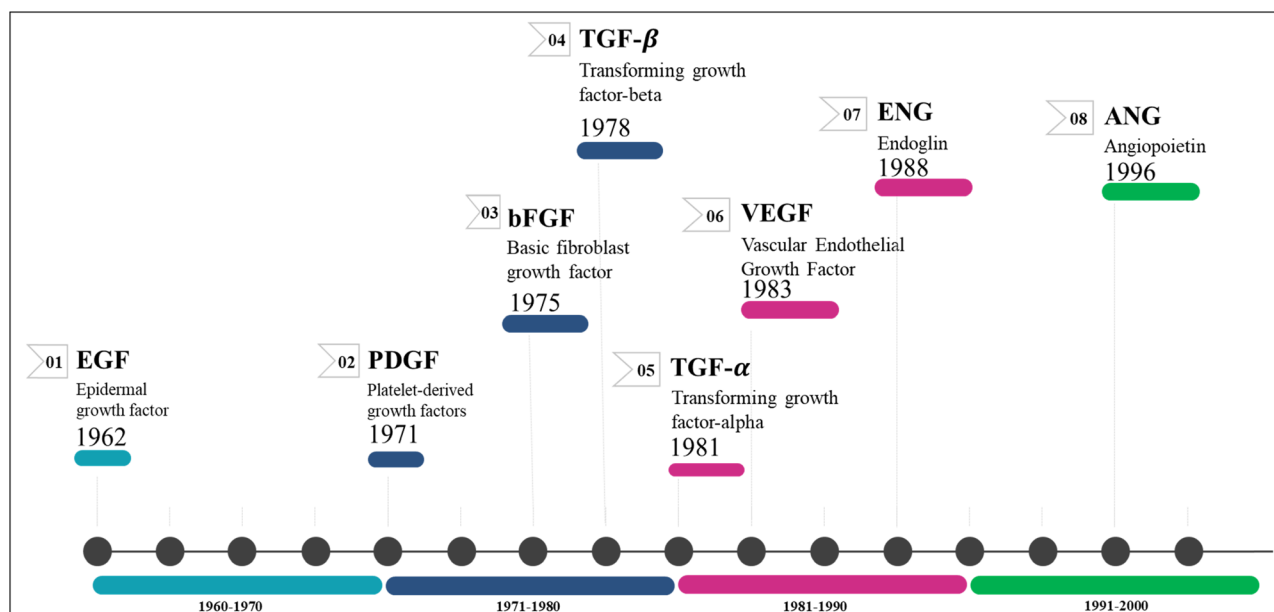 01
EGF
Epidermal
growth factor
1962
02
PDGF
Platelet-derived
growth factors
1971
03
bFGF
Basic fibroblast
growth factor
1975
04
TGF-β
Transforming growth
factor-beta
1978
05
TGF-α
Transforming growth
factor-alpha
1981
06
VEGF
Vascular Endothelial
Growth Factor
1983
07
ENG
Endoglin
1988
08
ANG
Angiopoietin
1996
1960-1970
1971-1980
1981-1990
1991-2000